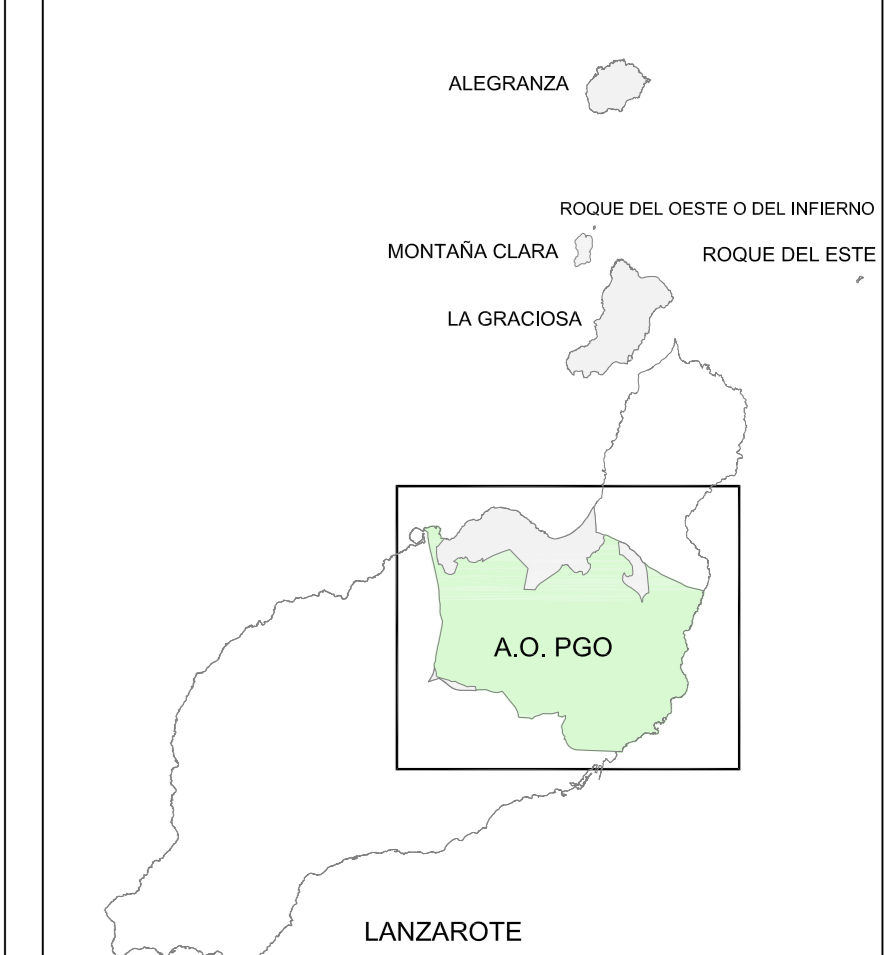 ALEGRANZA
ROQUE DEL OESTE O DEL INFIERNO
MONTAÑA CLARA
ROQUE DEL ESTE
LA GRACIOSA
A.O. PGO
LANZAROTE